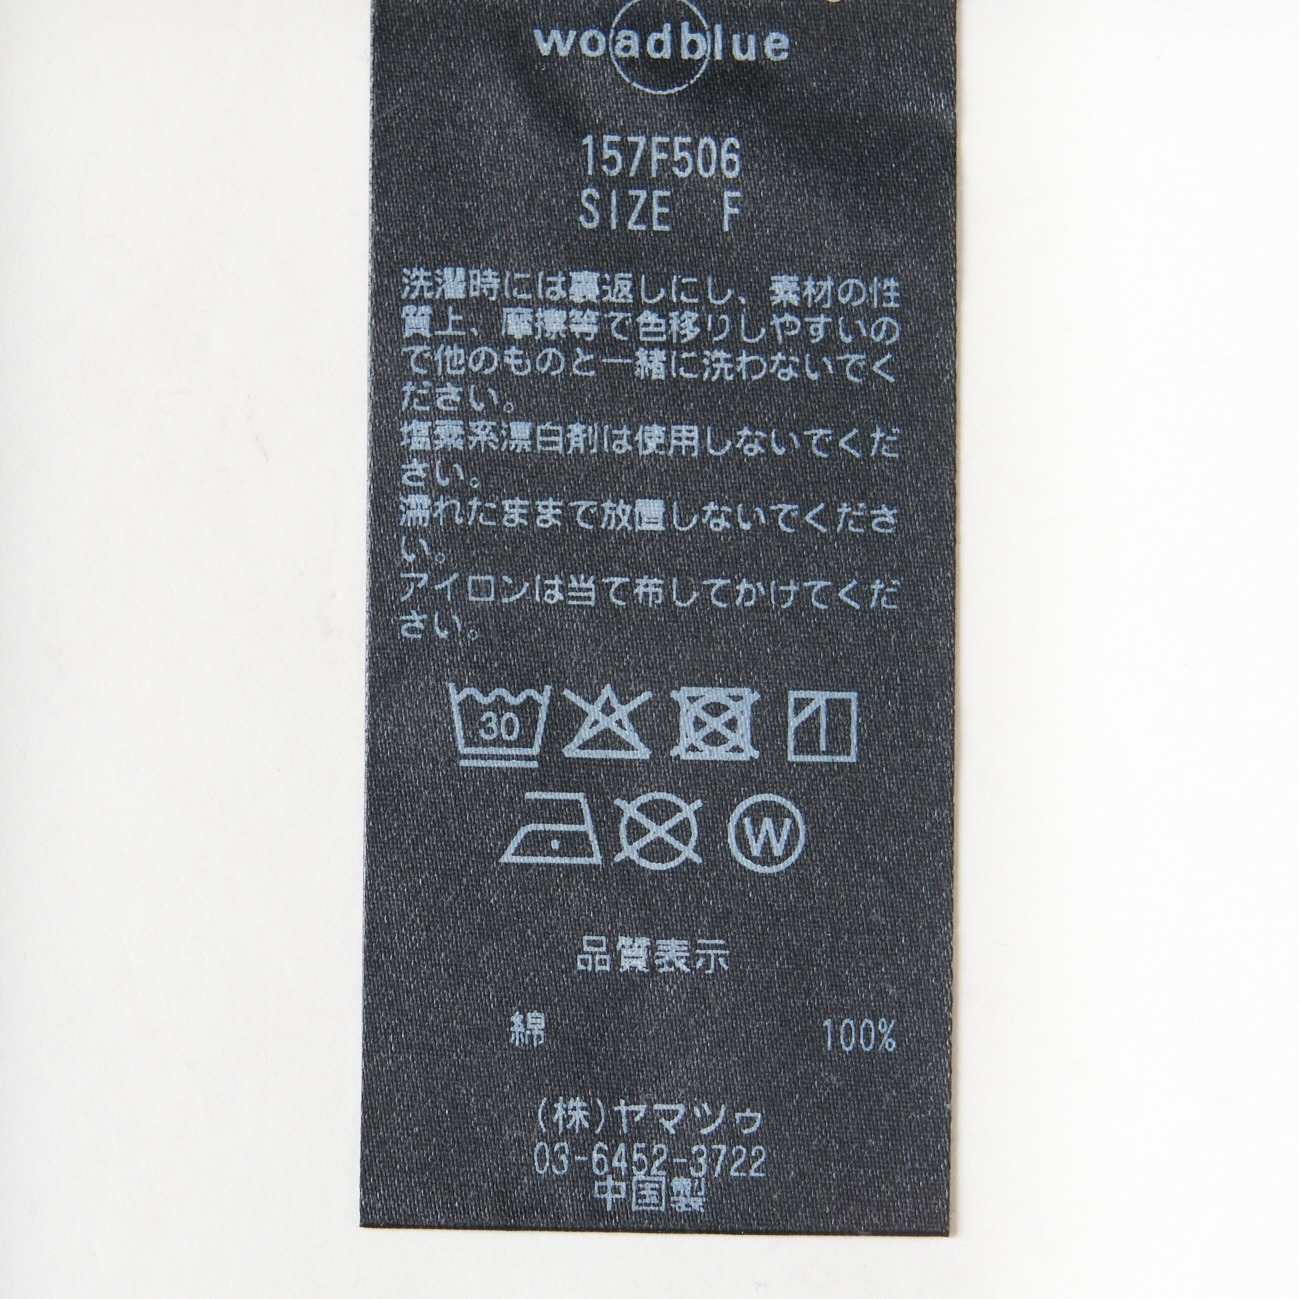 woadblue
157F506
SIZE F
洗濯時には裏返しにし、素材の性
質上、摩擦等で色移りしやすいの
で他のものと一緒に洗わないでく
ださい。
塩素系漂白剤は使用しないでくだ
さい。
濡れたままで放置しないでくださ
い。
アイロンは当て布してかけてくだ
さい。
30
W
品質表示
綿 100%
(株)ヤマツゥ
03-6452-3722
中国製